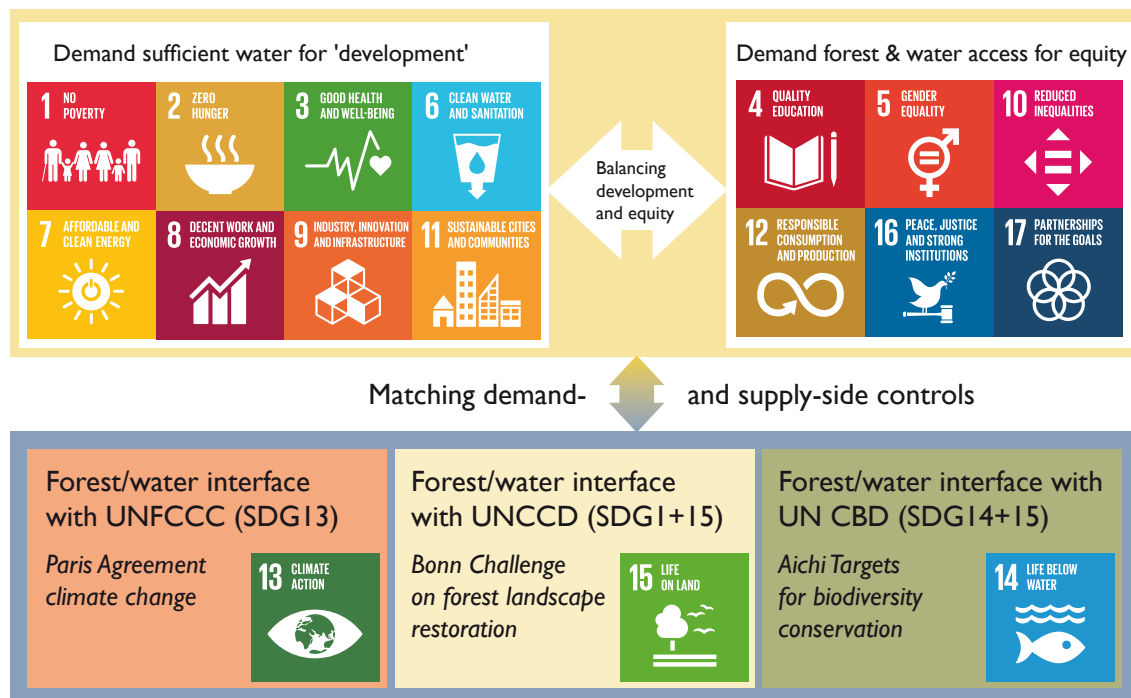 Demand sufficient water for 'development'
1 NO
POVERTY
2 ZERO
HUNGER
3 GOOD HEALTH
AND WELL-BEING
6 CLEAN WATER
AND SANITATION
7 AFFORDABLE AND
CLEAN ENERGY
8 DECENT WORK AND
ECONOMIC GROWTH
9 INDUSTRY, INNOVATION
AND INFRASTRUCTURE
11 SUSTAINABLE CITIES
AND COMMUNITIES
Balancing
development
and equity
Demand forest & water access for equity
4 QUALITY
EDUCATION
5 GENDER
EQUALITY
10 REDUCED
INEQUALITIES
12 RESPONSIBLE
CONSUMPTION
AND PRODUCTION
16 PEACE, JUSTICE
AND STRONG
INSTITUTIONS
17 PARTNERSHIPS
FOR THE GOALS
Matching demand- and supply-side controls
Forest/water interface
with UNFCCC (SDG13)
Paris Agreement
climate change
13 CLIMATE
ACTION
Forest/water interface
with UNCCD (SDG1+15)
Bonn Challenge
on forest landscape
restoration
15 LIFE
ON LAND
Forest/water interface with
UN CBD (SDG14+15)
Aichi Targets
for biodiversity
conservation
14 LIFE BELOW
WATER